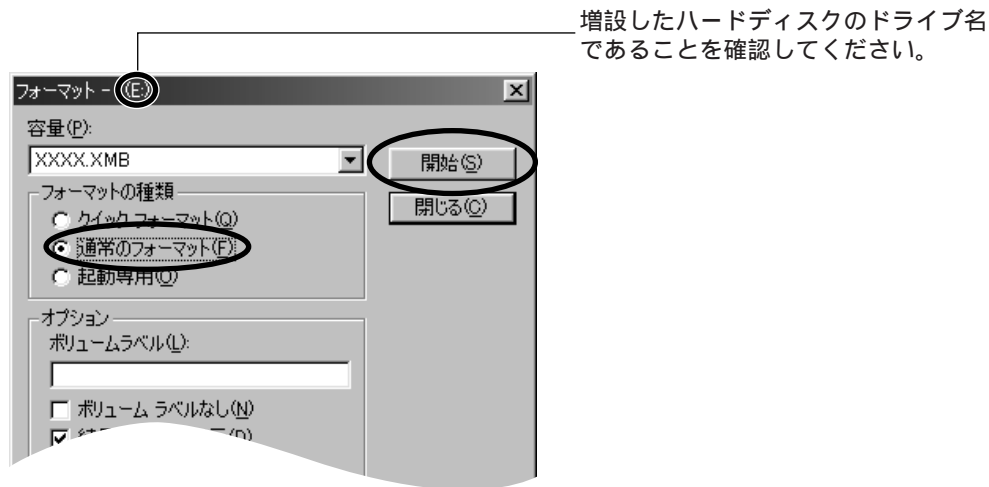 増設したハードディスクのドライブ名
であることを確認してください。
フォーマット - (E:)
容量(P):
XXXX.XMB
開始(S)
閉じる(C)
フォーマットの種類
クイック フォーマット(Q)
通常のフォーマット(F)
起動専用(O)
オプション
ボリュームラベル(L):
ボリューム ラベルなし(N)
(D)